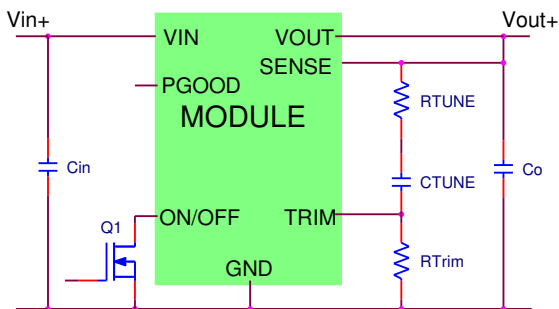 Vin+
Vout+
VIN
VOUT
SENSE
PGOOD
RTUNE
MODULE
Cin
CTUNE
Co
Q1
ON/OFF
TRIM
GND
RTrim